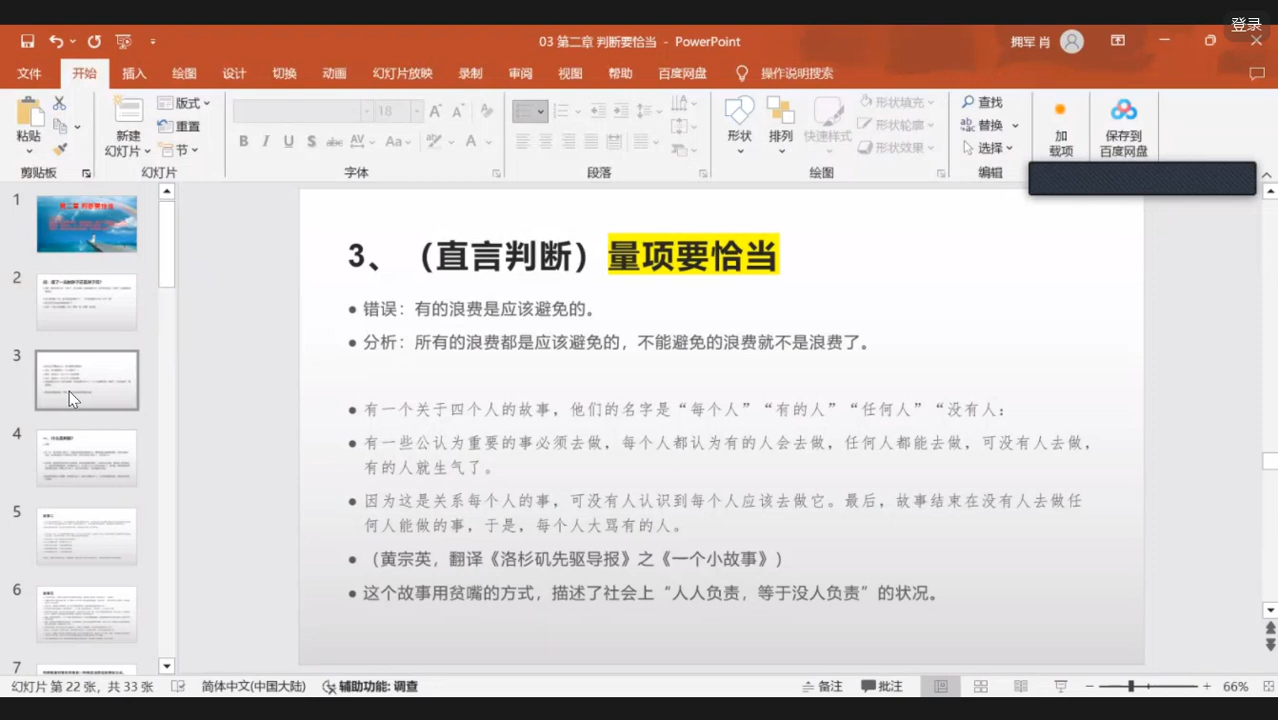 登录
03 第二章 判断要恰当 - PowerPoint
拥军 肖
文件 开始 插入 绘图 设计 切换 动画 幻灯片放映 录制 审阅 视图 帮助 百度网盘 操作说明搜索
粘贴
剪贴板
新建
幻灯片
版式
重置
节
幻灯片
18
B I U S abc AV Aa A
字体
段落
形状
排列
快速样式
形状填充
形状轮廓
形状效果
绘图
查找
替换
选择
编辑
加
载项
保存到
百度网盘
1
第二章 判断要恰当
2
3
4
5
6
7
3、（直言判断）量项要恰当
● 错误：有的浪费是应该避免的。
● 分析：所有的浪费都是应该避免的，不能避免的浪费就不是浪费了。
● 有一个关于四个人的故事，他们的名字是“每个人”“有的人”“任何人”“没有人：
● 有一些公认为重要的事必须去做，每个人都认为有的人会去做，任何人都能去做，可没有人去做，
有的人就生气了。
● 因为这是关系每个人的事，可没有人认识到每个人应该去做它。最后，故事结束在没有人去做任
何人能做的事，于是，每个人大骂有的人。
● （黄宗英，翻译《洛杉矶先驱导报》之《一个小故事》）
● 这个故事用贫嘴的方式，描述了社会上“人人负责，等于没人负责”的状况。
幻灯片 第 22 张，共 33 张 简体中文(中国大陆) 辅助功能: 调查 备注 批注 66%